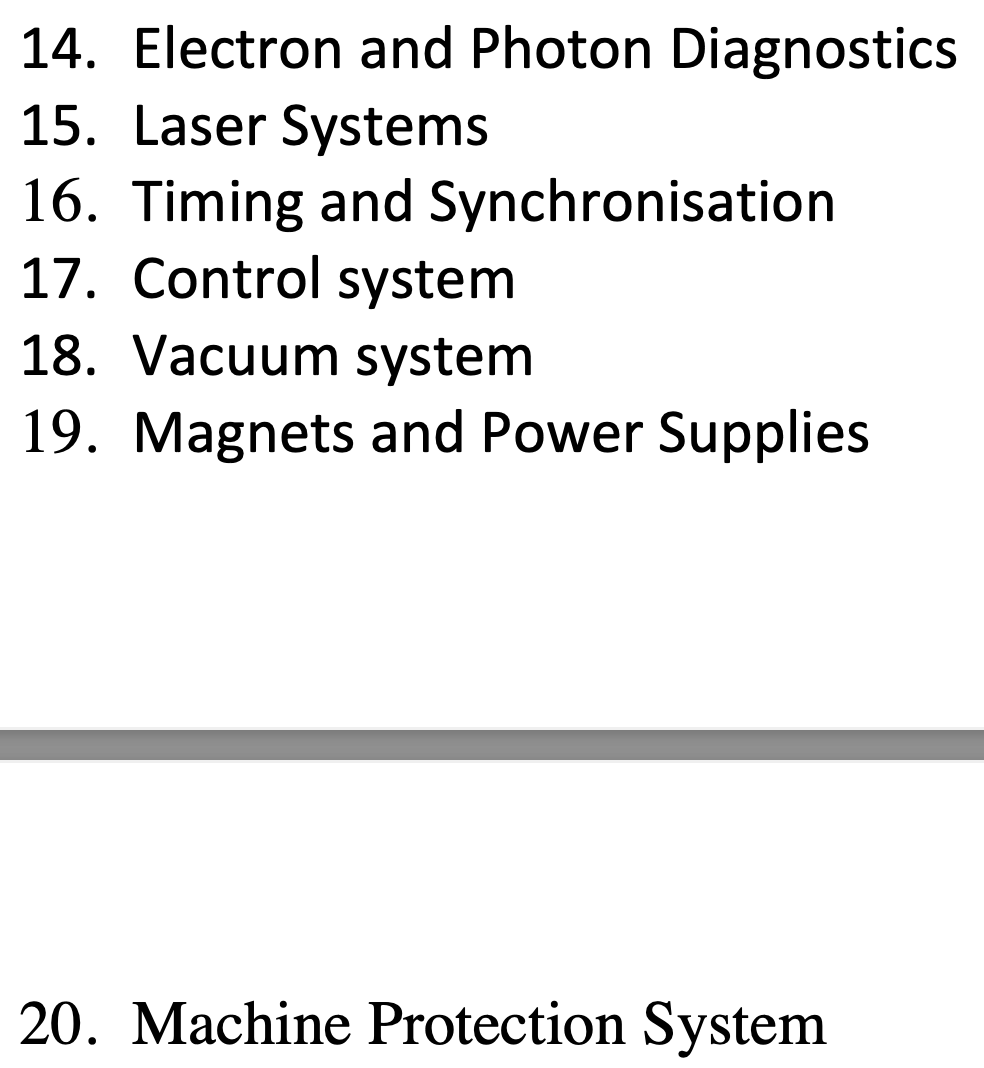 14. Electron and Photon Diagnostics
15. Laser Systems
16. Timing and Synchronisation
17. Control system
18. Vacuum system
19. Magnets and Power Supplies
20. Machine Protection System